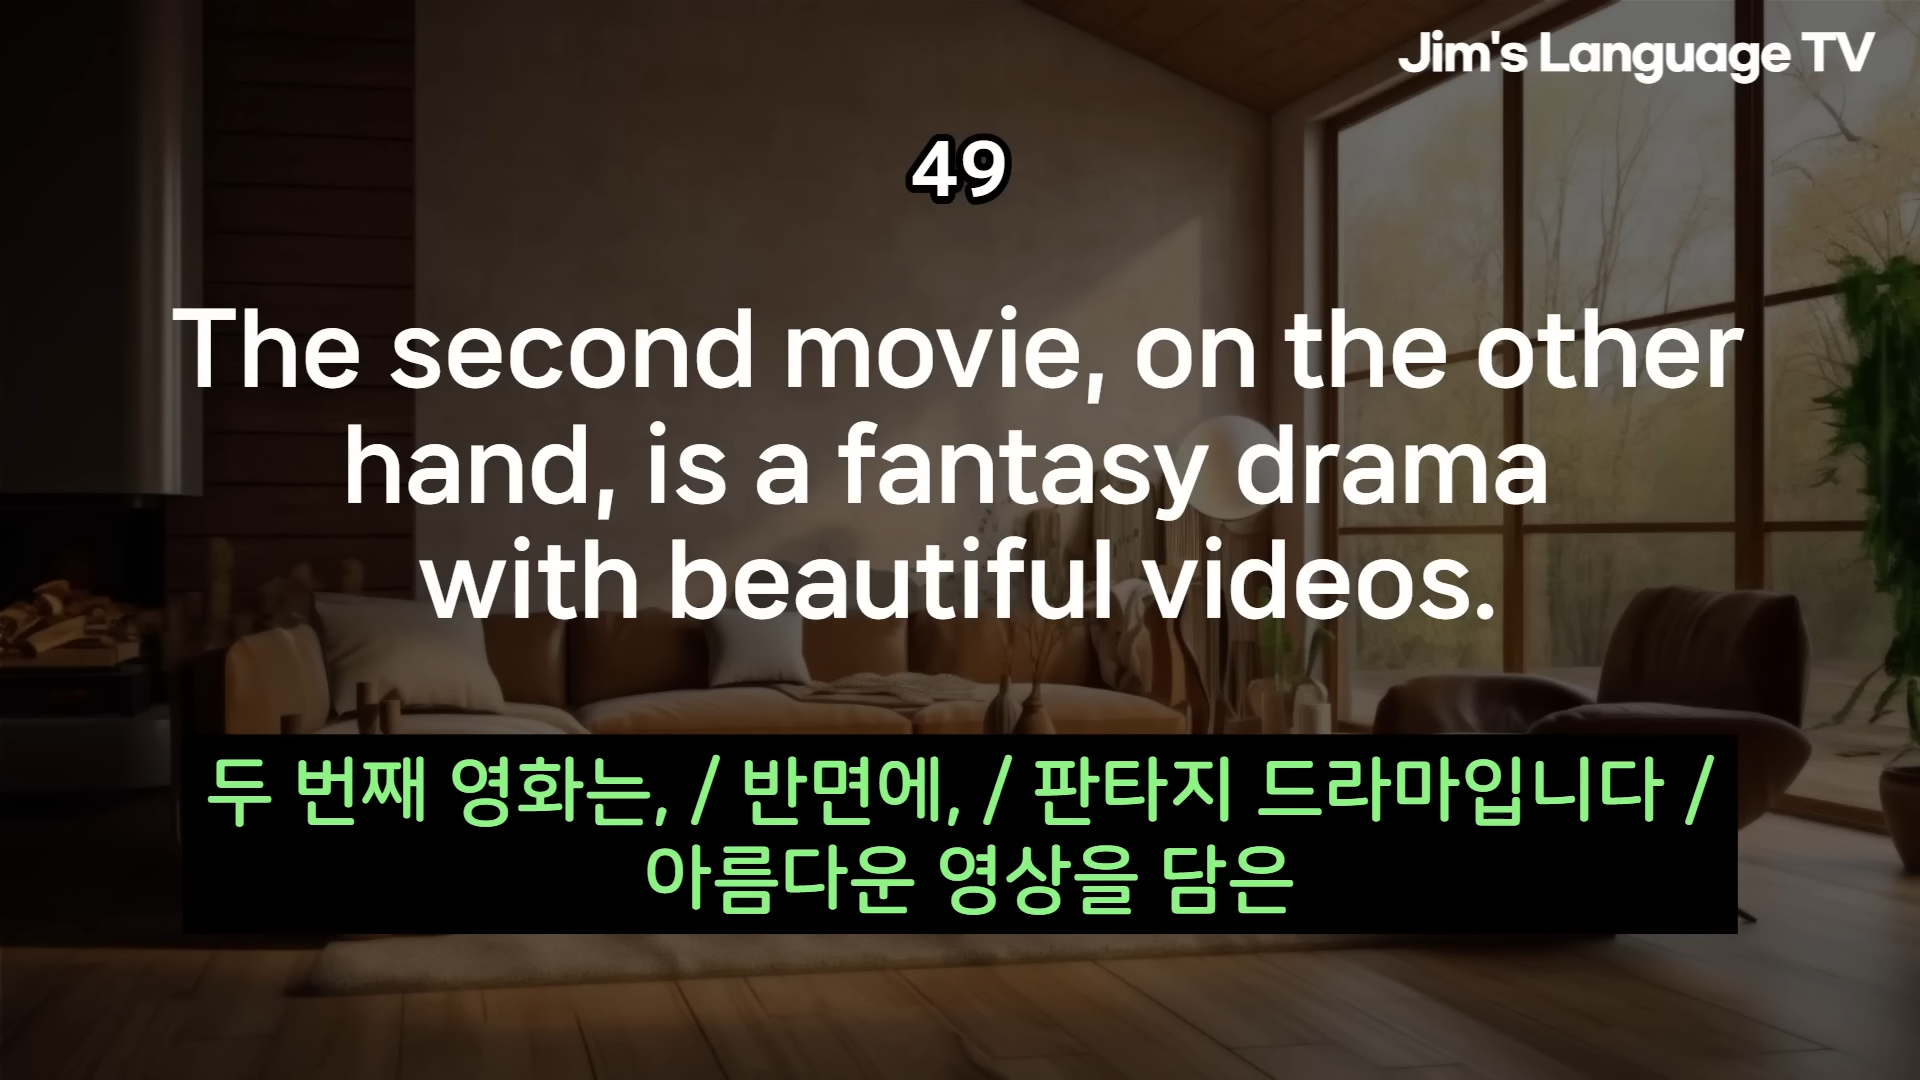 Jim's Language TV
49
The second movie, on the other
hand, is a fantasy drama
with beautiful videos.
두 번째 영화는, / 반면에, / 판타지 드라마입니다 /
아름다운 영상을 담은